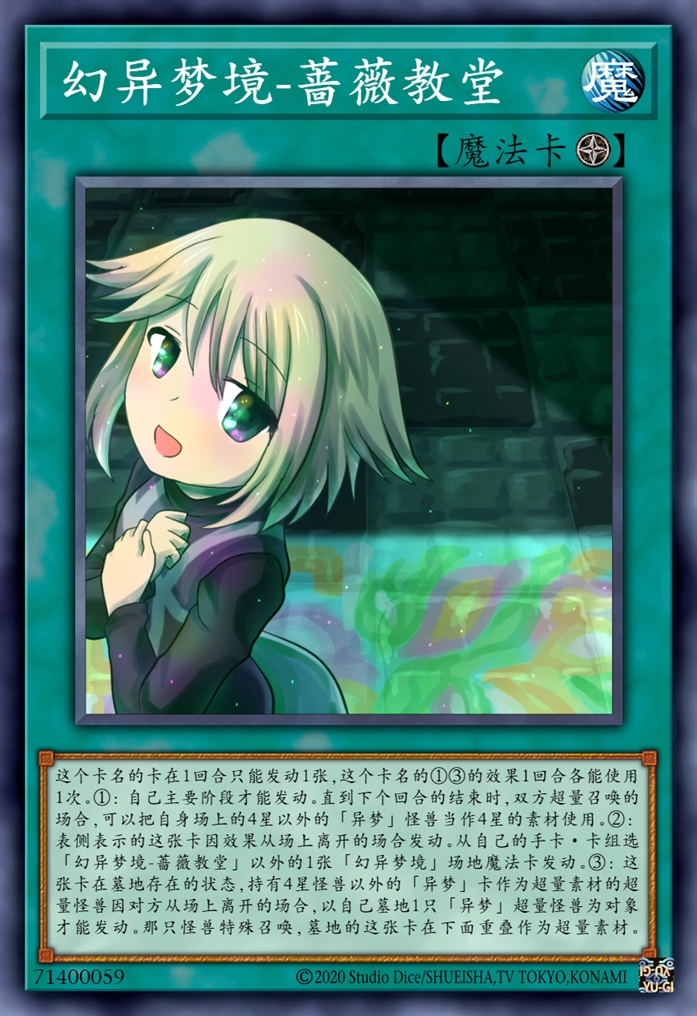 幻异梦境-蔷薇教堂
魔
【魔法卡】
这个卡名的卡在1回合只能发动1张,这个卡名的①③的效果1回合各能使用
1次。①: 自己主要阶段才能发动。直到下个回合的结束时,双方超量召唤的
场合,可以把自身场上的4星以外的「异梦」怪兽当作4星的素材使用。②:
表侧表示的这张卡因效果从场上离开的场合发动。从自己的手卡・卡组选
「幻异梦境-蔷薇教堂」以外的1张「幻异梦境」场地魔法卡发动。③: 这
张卡在墓地存在的状态,持有4星怪兽以外的「异梦」卡作为超量素材的超
量怪兽因对方从场上离开的场合,以自己墓地1只「异梦」超量怪兽为对象
才能发动。那只怪兽特殊召唤,墓地的这张卡在下面重叠作为超量素材。
71400059
©2020 Studio Dice/SHUEISHA,TV TOKYO,KONAMI